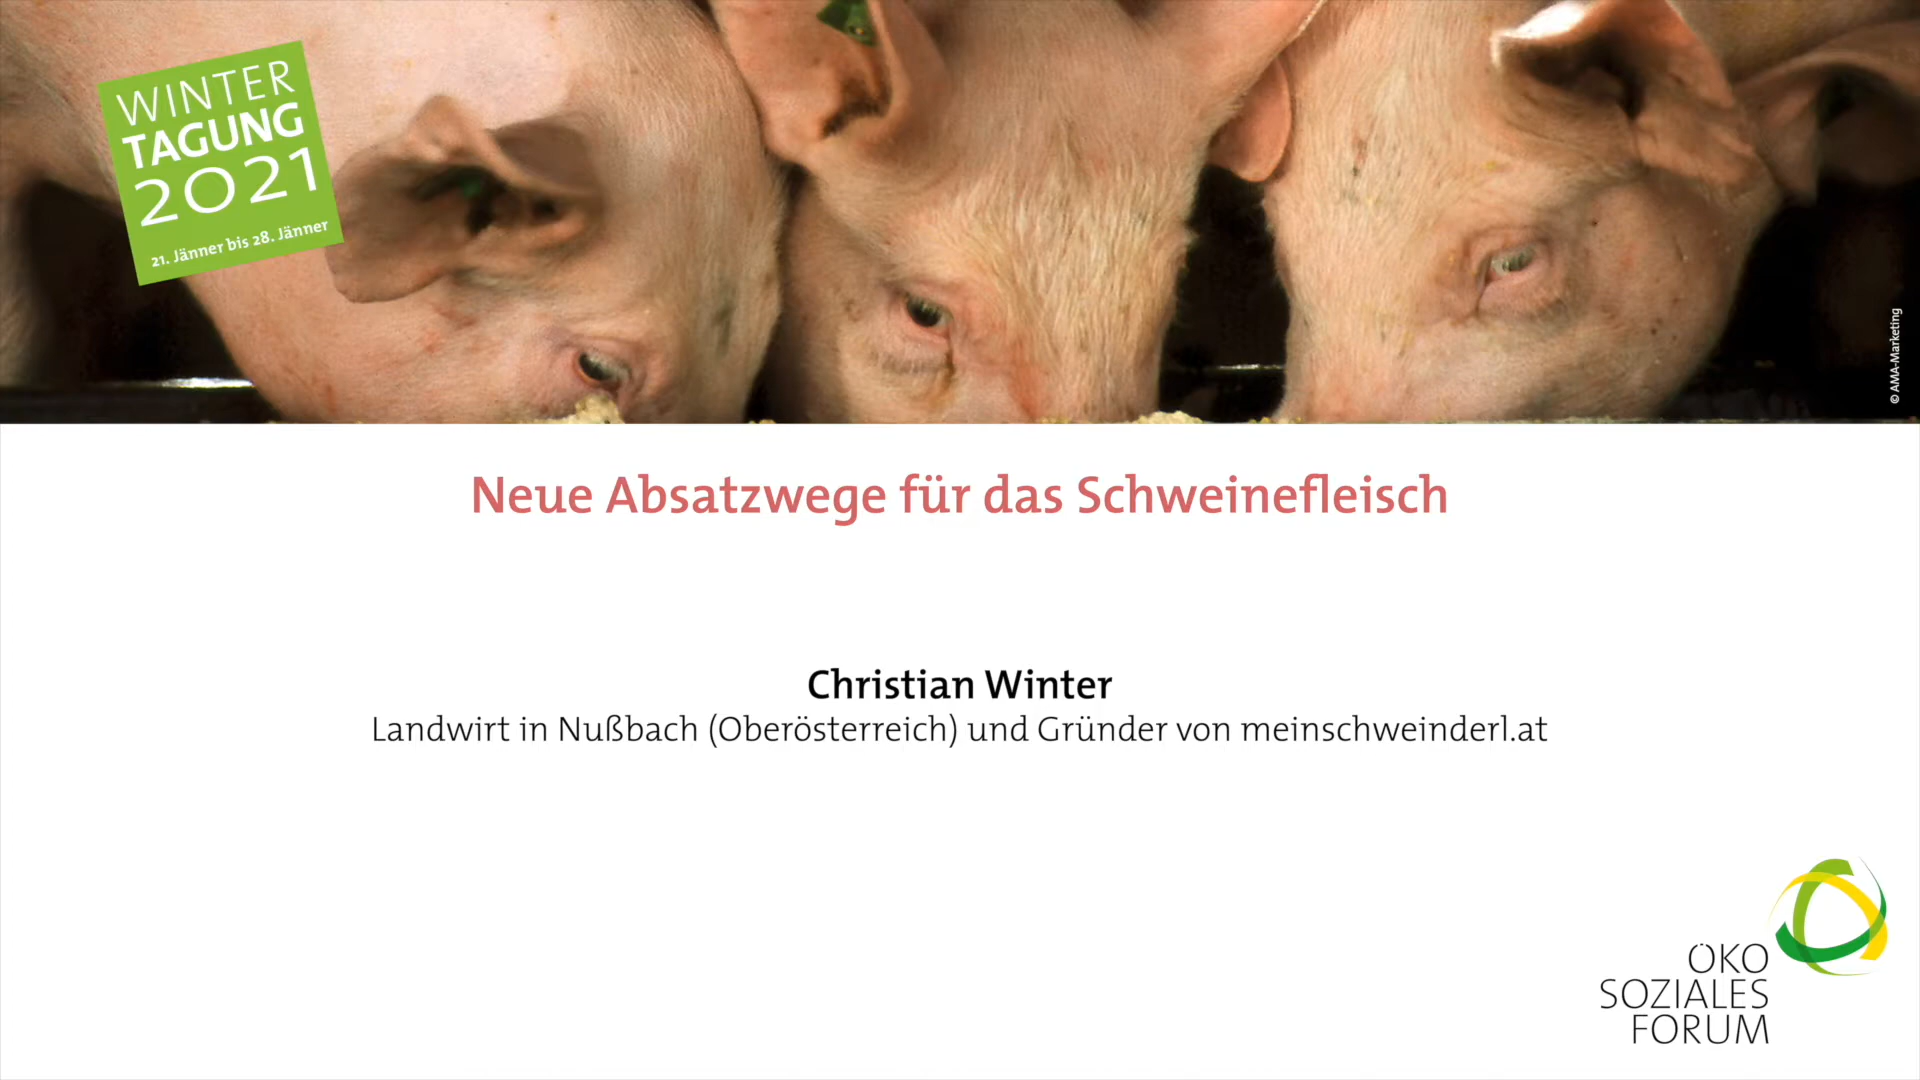 WINTER
TAGUNG
2021
21. Jänner bis 28. Jänner
© AMA-Marketing
Neue Absatzwege für das Schweinefleisch
Christian Winter
Landwirt in Nußbach (Oberösterreich) und Gründer von meinschweinderl.at
ÖKO
SOZIALES
FORUM